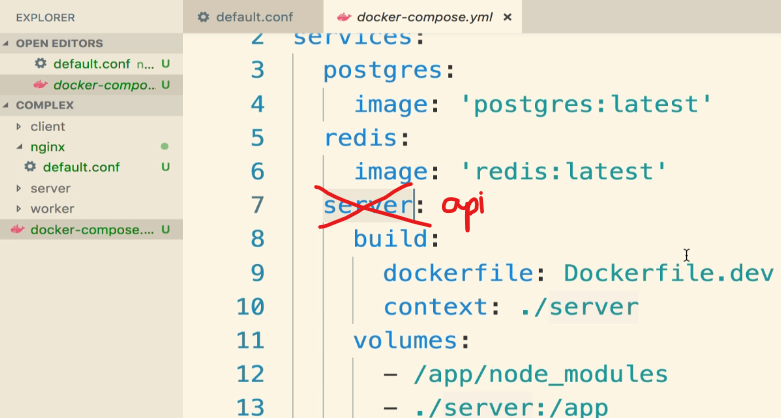 EXPLORER
default.conf
docker-compose.yml ×
OPEN EDITORS
default.conf n... U
docker-compo... U
COMPLEX
client
nginx
default.conf U
server
worker
docker-compose.... U
2 services:
3 postgres:
4 image: 'postgres:latest'
5 redis:
6 image: 'redis:latest'
7 server: api
8 build:
9 dockerfile: Dockerfile.dev
10 context: ./server
11 volumes:
12 - /app/node_modules
13 - ./server:/app